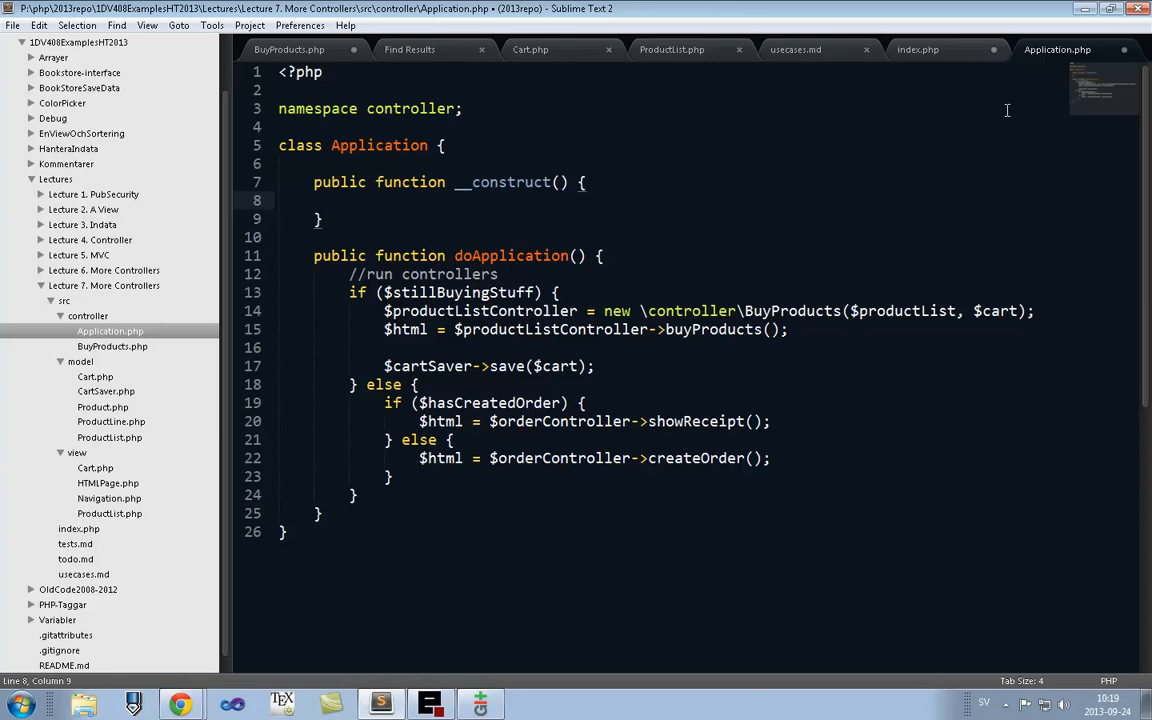 P:\php\2013repo\1DV408ExamplesHT2013\Lectures\Lecture 7. More Controllers\src\controller\Application.php • (2013repo) - Sublime Text 2
File Edit Selection Find View Goto Tools Project Preferences Help
1DV408ExamplesHT2013
Arrayer
Bookstore-interface
BookstoreSaveData
ColorPicker
Debug
EnViewOchSortering
HanteraIndata
Kommentarer
Lectures
Lecture 1. PubSecurity
Lecture 2. A View
Lecture 3. Indata
Lecture 4. Controller
Lecture 5. MVC
Lecture 6. More Controllers
Lecture 7. More Controllers
src
controller
Application.php
BuyProducts.php
model
Cart.php
CartSaver.php
Product.php
ProductLine.php
ProductList.php
view
Cart.php
HTMLPage.php
Navigation.php
ProductList.php
index.php
tests.md
todo.md
usecases.md
OldCode2008-2012
PHP-Taggar
Variabler
.gitattributes
.gitignore
README.md
BuyProducts.php Find Results Cart.php ProductList.php usecases.md index.php Application.php
1 <?php
2
3 namespace controller;
4
5 class Application {
6
7 public function __construct() {
8
9 }
10
11 public function doApplication() {
12 //run controllers
13 if ($stillBuyingStuff) {
14 $productListController = new \controller\BuyProducts($productList, $cart);
15 $html = $productListController->buyProducts();
16
17 $cartSaver->save($cart);
18 } else {
19 if ($hasCreatedOrder) {
20 $html = $orderController->showReceipt();
21 } else {
22 $html = $orderController->createOrder();
23 }
24 }
25 }
26 }
Line 8, Column 9 Tab Size: 4 PHP
TEX SV 10:19
2013-09-24